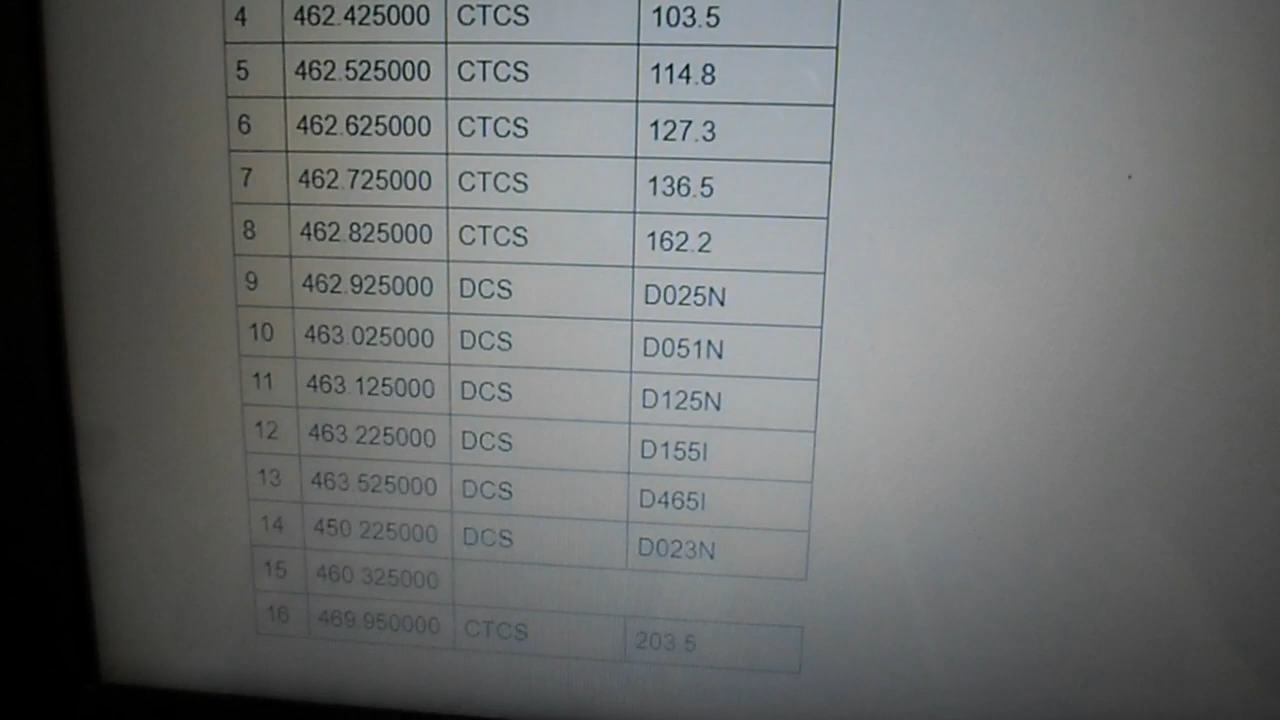 4 462.425000 CTCS 103.5
5 462.525000 CTCS 114.8
6 462.625000 CTCS 127.3
7 462.725000 CTCS 136.5
8 462.825000 CTCS 162.2
9 462.925000 DCS D025N
10 463.025000 DCS D051N
11 463.125000 DCS D125N
12 463.225000 DCS D155I
13 463.525000 DCS D465I
14 450.225000 DCS D023N
15 460.325000
16 469.950000 CTCS 203.5